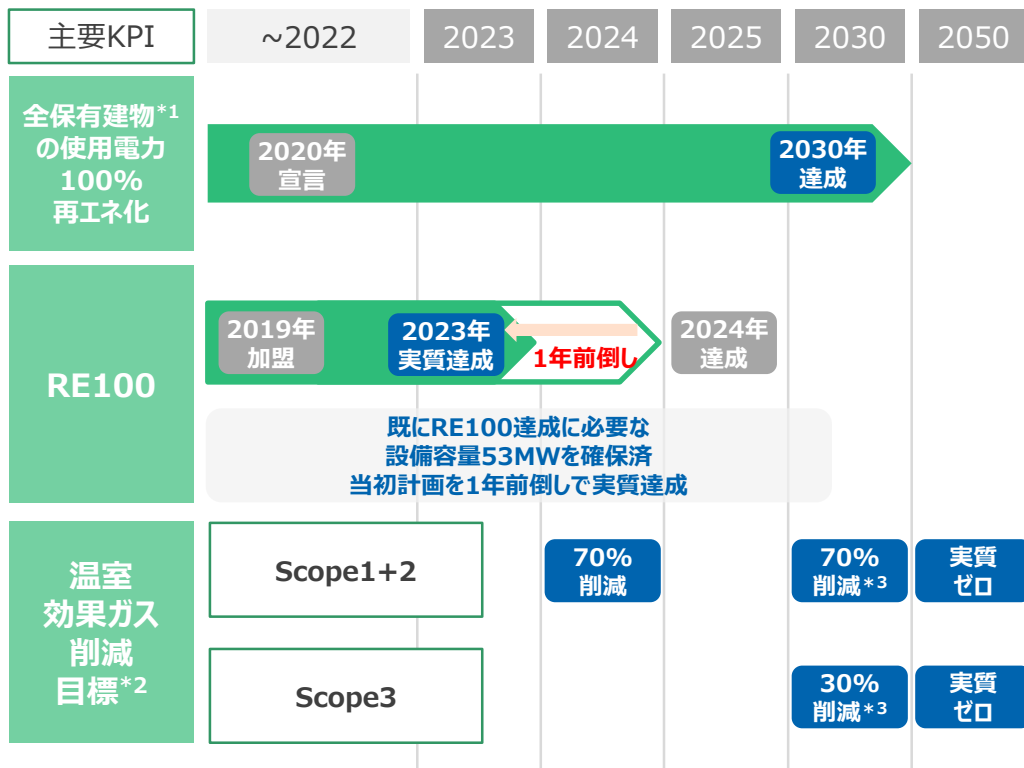 主要KPI
~2022
2023
2024
2025
2030
2050
全保有建物*1
の使用電力
100%
再エネ化
2020年
宣言
2030年
達成
RE100
2019年
加盟
2023年
実質達成
1年前倒し
2024年
達成
既にRE100達成に必要な
設備容量53MWを確保済
当初計画を1年前倒しで実質達成
温室
効果ガス
削減
目標*2
Scope1+2
70%
削減
70%
削減*3
実質
ゼロ
Scope3
30%
削減*3
実質
ゼロ